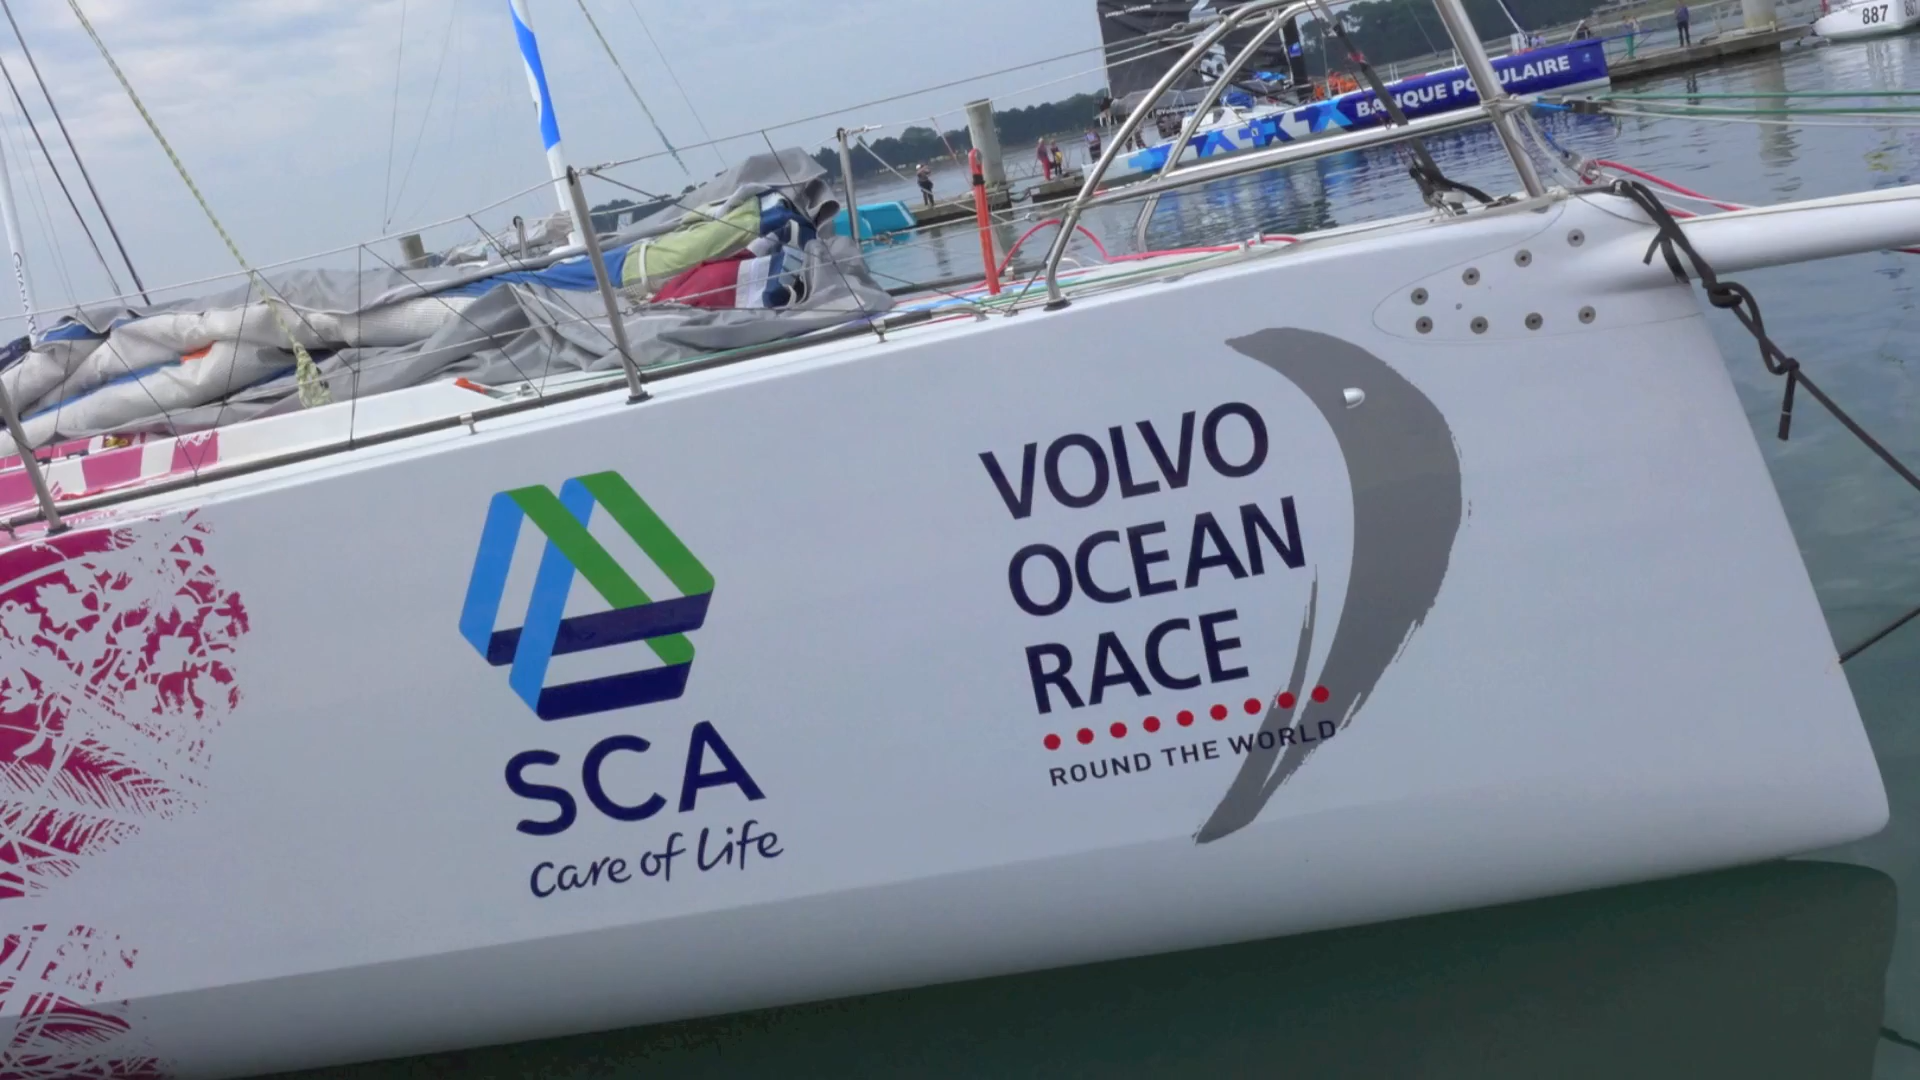 887
BANQUE POPULAIRE
VOLVO
OCEAN
RACE
ROUND THE WORLD
SCA
care of life